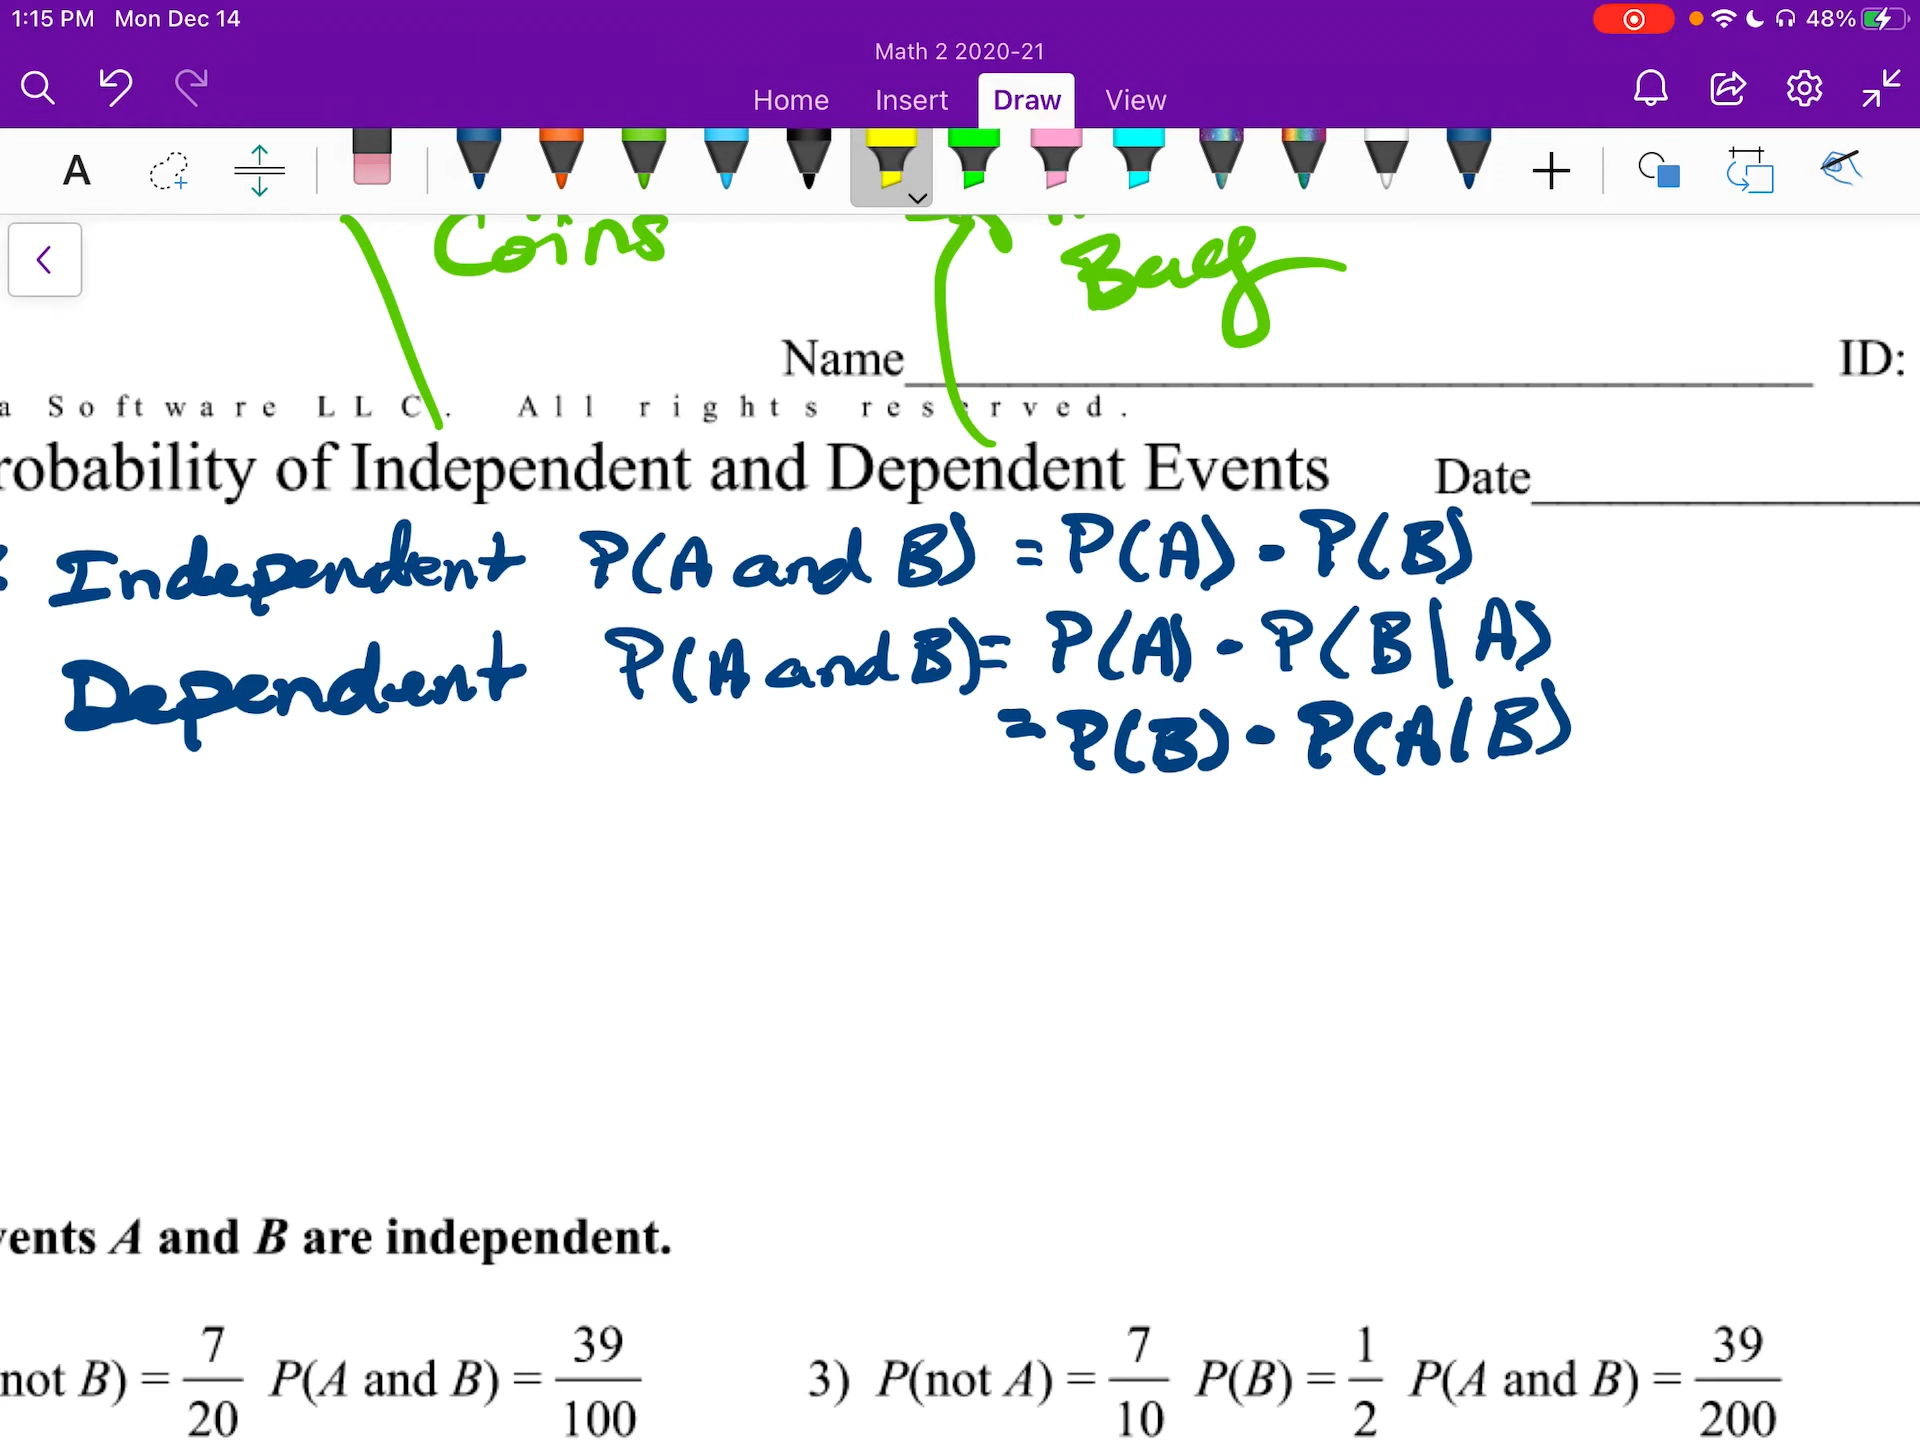 1:15 PM Mon Dec 14
48%
Math 2 2020-21
Home Insert Draw View
A
Coins
Bag
Name ID:
a Software LLC. All rights reserved.
robability of Independent and Dependent Events Date
: Independent P(A and B) = P(A) · P(B)
Dependent P(A and B) = P(A) · P(B | A)
= P(B) · P(A | B)
vents A and B are independent.
not B) = 7/20 P(A and B) = 39/100 3) P(not A) = 7/10 P(B) = 1/2 P(A and B) = 39/200